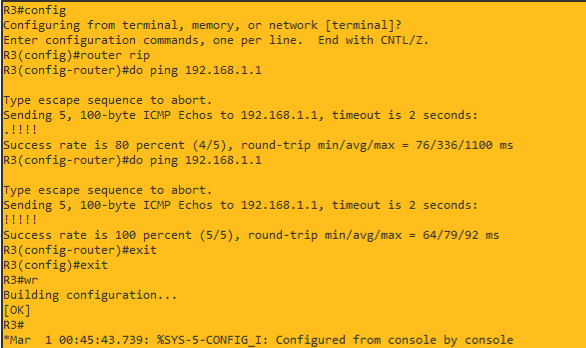 R3#config
Configuring from terminal, memory, or network [terminal]?
Enter configuration commands, one per line.  End with CNTL/Z.
R3(config)#router rip
R3(config-router)#do ping 192.168.1.1

Type escape sequence to abort.
Sending 5, 100-byte ICMP Echos to 192.168.1.1, timeout is 2 seconds:
.!!!!
Success rate is 80 percent (4/5), round-trip min/avg/max = 76/336/1100 ms
R3(config-router)#do ping 192.168.1.1

Type escape sequence to abort.
Sending 5, 100-byte ICMP Echos to 192.168.1.1, timeout is 2 seconds:
!!!!!
Success rate is 100 percent (5/5), round-trip min/avg/max = 64/79/92 ms
R3(config-router)#exit
R3(config)#exit
R3#wr
Building configuration...
[OK]
R3#
*Mar  1 00:45:43.739: %SYS-5-CONFIG_I: Configured from console by console